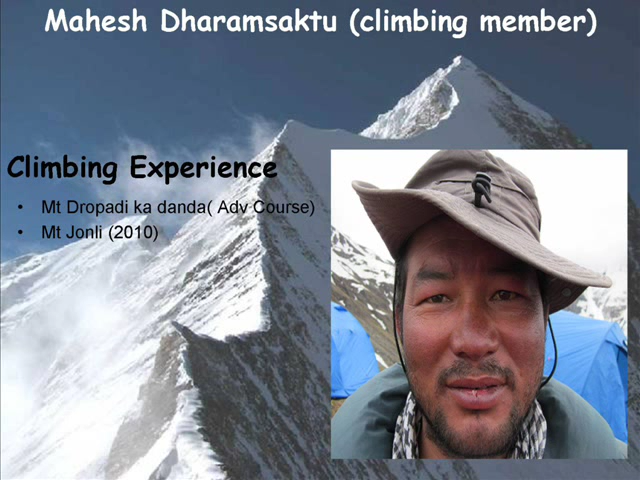 Mahesh Dharamsaktu (climbing member)
Climbing Experience
• Mt Dropadi ka danda( Adv Course)
• Mt Jonli (2010)